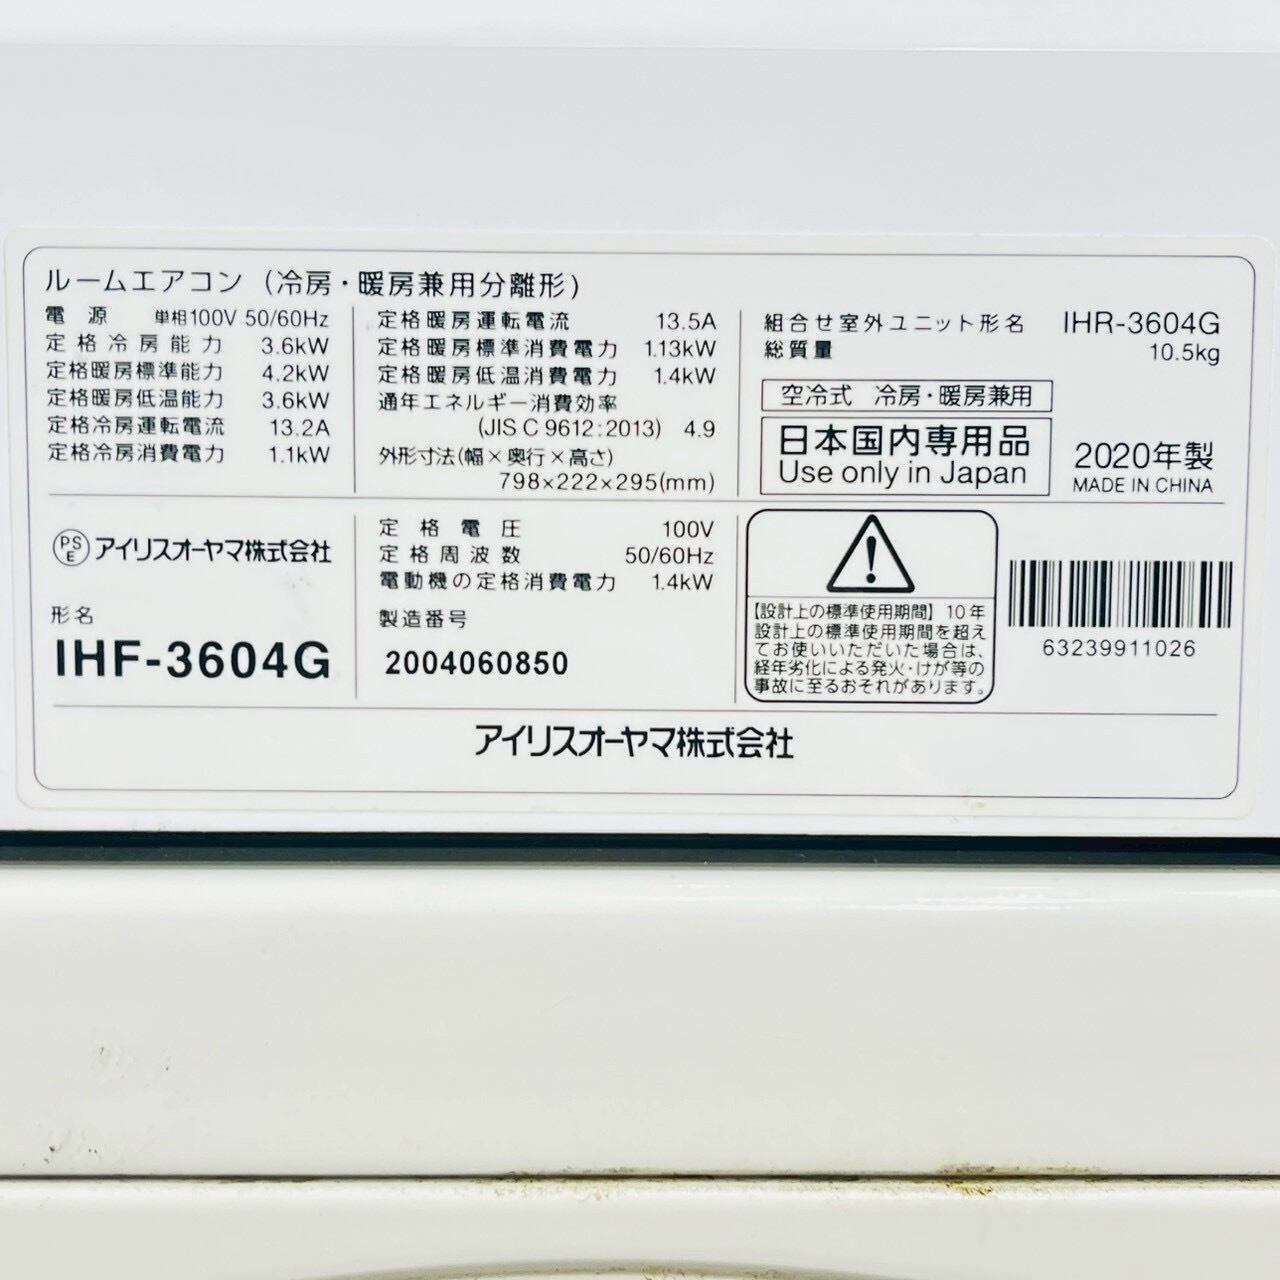 ルームエアコン（冷房・暖房兼用分離形）
電源 単相100V 50/60Hz
定格冷房能力 3.6kW
定格暖房標準能力 4.2kW
定格暖房低温能力 3.6kW
定格冷房運転電流 13.2A
定格冷房消費電力 1.1kW
定格暖房運転電流 13.5A
定格暖房標準消費電力 1.13kW
定格暖房低温消費電力 1.4kW
通年エネルギー消費効率
(JIS C 9612:2013) 4.9
外形寸法(幅×奥行×高さ)
798×222×295(mm)
組合せ室外ユニット形名 IHR-3604G
総質量 10.5kg
空冷式 冷房・暖房兼用
日本国内専用品
Use only in Japan
2020年製
MADE IN CHINA
PS
E
アイリスオーヤマ株式会社
形名
IHF-3604G
定格電圧 100V
定格周波数 50/60Hz
電動機の定格消費電力 1.4kW
製造番号
2004060850
【設計上の標準使用期間】10年
設計上の標準使用期間を超え
てお使いいただいた場合は、
経年劣化による発火・けが等の
事故に至るおそれがあります。
63239911026
アイリスオーヤマ株式会社